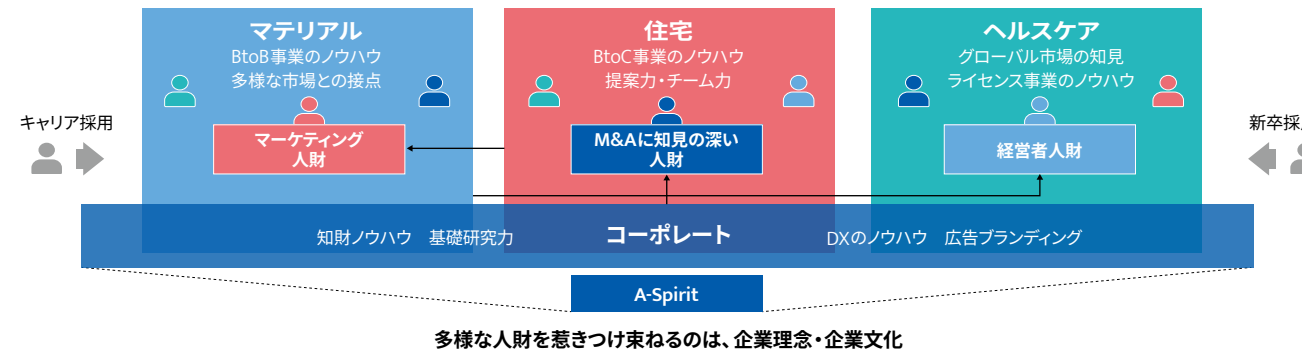 マテリアル
BtoB事業のノウハウ
多様な市場との接点
住宅
BtoC事業のノウハウ
提案力・チーム力
ヘルスケア
グローバル市場の知見
ライセンス事業のノウハウ
キャリア採用
新卒採
マーケティング
人財
M&Aに知見の深い
人財
経営者人財
知財ノウハウ 基礎研究力
コーポレート
DXのノウハウ 広告ブランディング
A-Spirit
多様な人財を惹きつけ束ねるのは、企業理念・企業文化